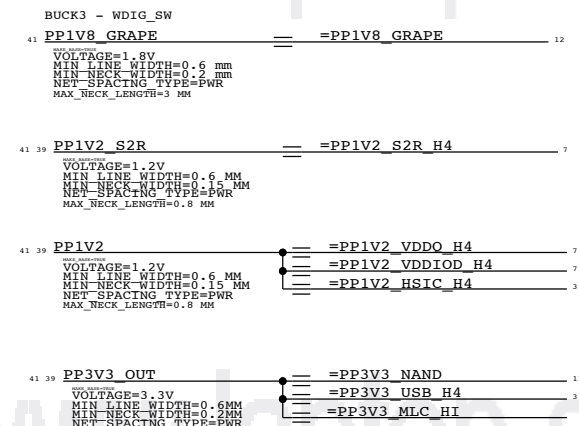 BUCK3 - WDIG_SW
41 PP1V8_GRAPE =PP1V8_GRAPE 12
MAKE_BASE=TRUE
VOLTAGE=1.8V
MIN_LINE_WIDTH=0.6 mm
MIN_NECK_WIDTH=0.2 mm
NET_SPACING_TYPE=PWR
MAX_NECK_LENGTH=3 MM
41 39 PP1V2_S2R =PP1V2_S2R_H4 7
MAKE_BASE=TRUE
VOLTAGE=1.2V
MIN_LINE_WIDTH=0.6 MM
MIN_NECK_WIDTH=0.15 MM
NET_SPACING_TYPE=PWR
MAX_NECK_LENGTH=0.8 MM
41 39 PP1V2 =PP1V2_VDDQ_H4 7
MAKE_BASE=TRUE
=PP1V2_VDDIOD_H4 7
VOLTAGE=1.2V
MIN_LINE_WIDTH=0.6 MM
=PP1V2_HSIC_H4 3
MIN_NECK_WIDTH=0.15 MM
NET_SPACING_TYPE=PWR
MAX_NECK_LENGTH=0.8 MM
41 39 PP3V3_OUT =PP3V3_NAND
MAKE_BASE=TRUE
=PP3V3_USB_H4 3
VOLTAGE=3.3V
MIN_LINE_WIDTH=0.6MM
=PP3V3_MLC_HI
MIN_NECK_WIDTH=0.2MM
NET_SPACING_TYPE=PWR